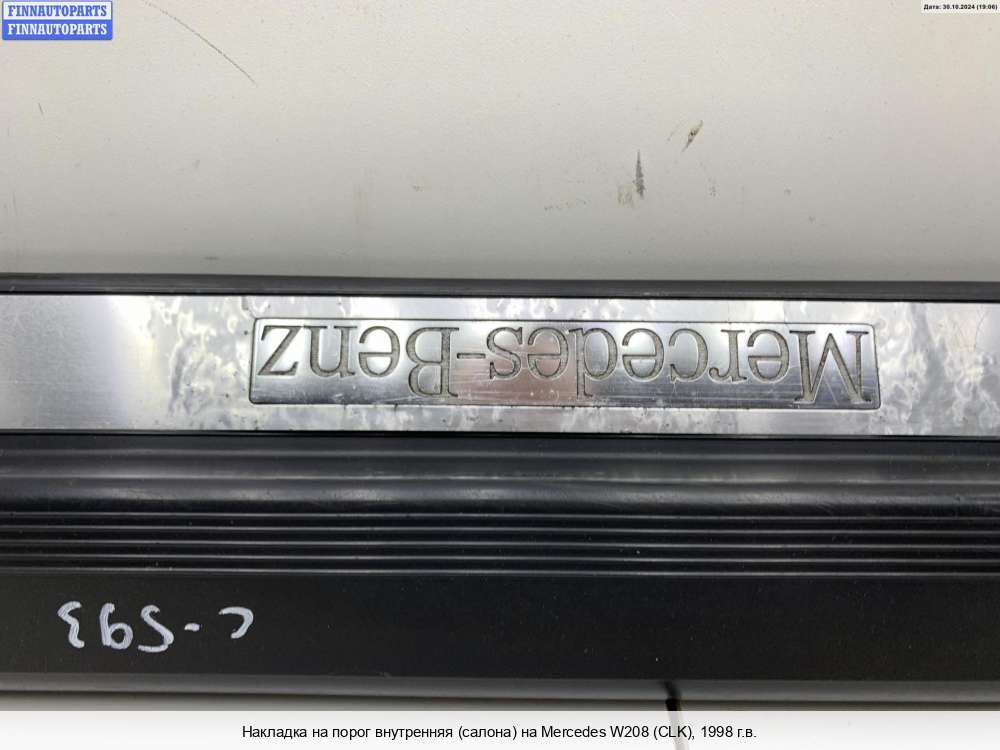 FINNAUTOPARTS
FINNAUTOPARTS
Дата: 30.10.2024 (19:06)
Mercedes-Benz
Накладка на порог внутренняя (салона) на Mercedes W208 (CLK), 1998 г.в.